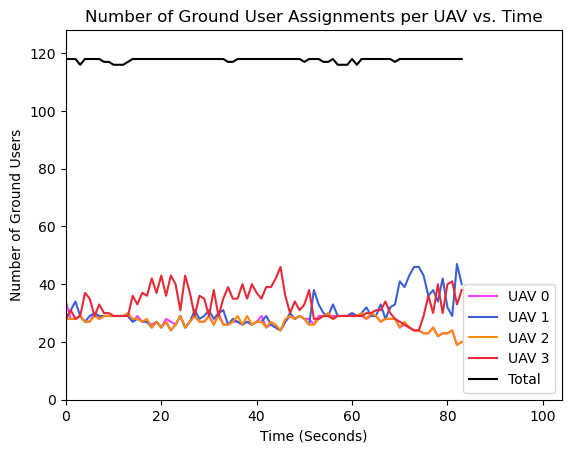 Number of Ground User Assignments per UAV vs. Time
Number of Ground Users
120
100
80
60
40
20
0
0 20 40 60 80 100
Time (Seconds)
UAV 0
UAV 1
UAV 2
UAV 3
Total